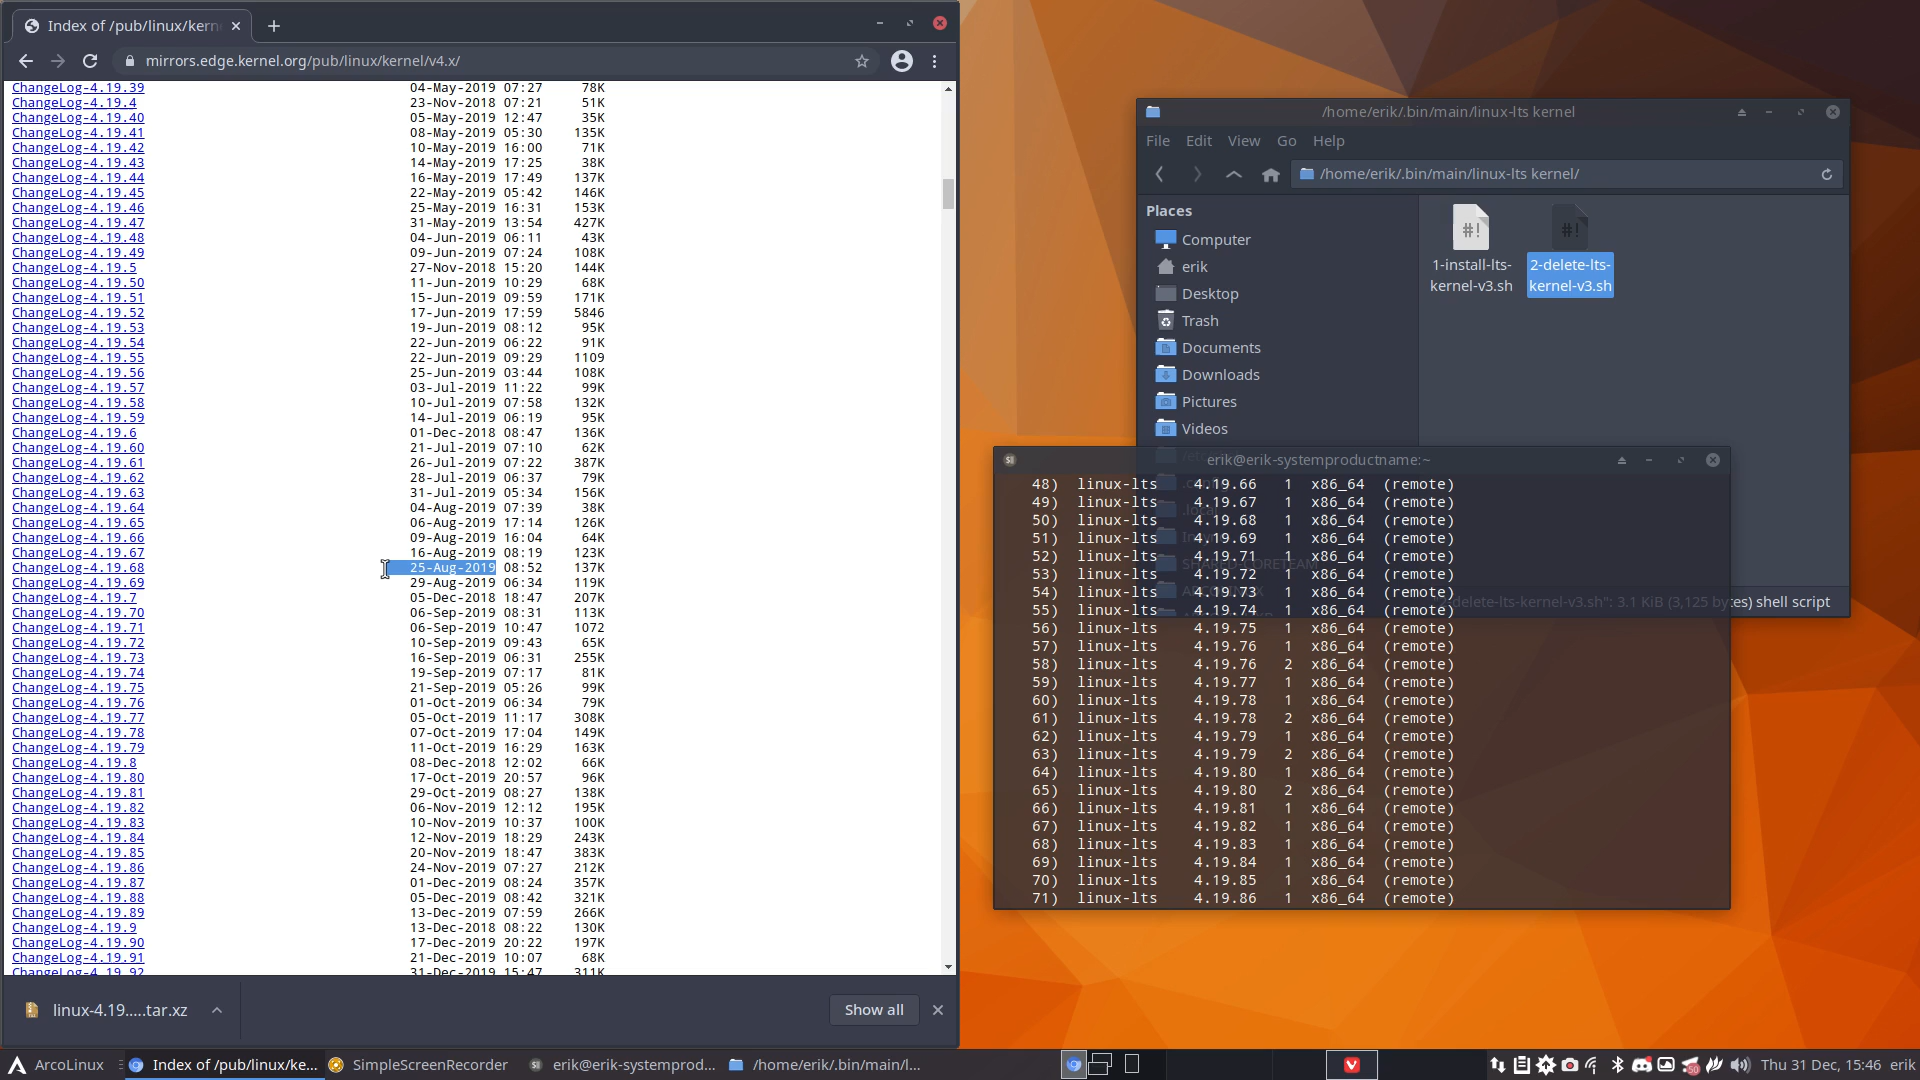 Index of /pub/linux/kern
mirrors.edge.kernel.org/pub/linux/kernel/v4.x/
ChangeLog-4.19.39 04-May-2019 07:27 78K
ChangeLog-4.19.4 23-Nov-2018 07:21 51K
ChangeLog-4.19.40 05-May-2019 12:47 35K
ChangeLog-4.19.41 08-May-2019 05:30 135K
ChangeLog-4.19.42 10-May-2019 16:00 71K
ChangeLog-4.19.43 14-May-2019 17:25 38K
ChangeLog-4.19.44 16-May-2019 17:49 137K
ChangeLog-4.19.45 22-May-2019 05:42 146K
ChangeLog-4.19.46 25-May-2019 16:31 153K
ChangeLog-4.19.47 31-May-2019 13:54 427K
ChangeLog-4.19.48 04-Jun-2019 06:11 43K
ChangeLog-4.19.49 09-Jun-2019 07:24 108K
ChangeLog-4.19.5 27-Nov-2018 15:20 144K
ChangeLog-4.19.50 11-Jun-2019 10:29 68K
ChangeLog-4.19.51 15-Jun-2019 09:59 171K
ChangeLog-4.19.52 17-Jun-2019 17:59 5846
ChangeLog-4.19.53 19-Jun-2019 08:12 95K
ChangeLog-4.19.54 22-Jun-2019 06:22 91K
ChangeLog-4.19.55 22-Jun-2019 09:29 1109
ChangeLog-4.19.56 25-Jun-2019 03:44 108K
ChangeLog-4.19.57 03-Jul-2019 11:22 99K
ChangeLog-4.19.58 10-Jul-2019 07:58 132K
ChangeLog-4.19.59 14-Jul-2019 06:19 95K
ChangeLog-4.19.6 01-Dec-2018 08:47 136K
ChangeLog-4.19.60 21-Jul-2019 07:10 62K
ChangeLog-4.19.61 26-Jul-2019 07:22 387K
ChangeLog-4.19.62 28-Jul-2019 06:37 79K
ChangeLog-4.19.63 31-Jul-2019 05:34 156K
ChangeLog-4.19.64 04-Aug-2019 07:39 38K
ChangeLog-4.19.65 06-Aug-2019 17:14 126K
ChangeLog-4.19.66 09-Aug-2019 16:04 64K
ChangeLog-4.19.67 16-Aug-2019 08:19 123K
ChangeLog-4.19.68 25-Aug-2019 08:52 137K
ChangeLog-4.19.69 29-Aug-2019 06:34 119K
ChangeLog-4.19.7 05-Dec-2018 18:47 207K
ChangeLog-4.19.70 06-Sep-2019 08:31 113K
ChangeLog-4.19.71 06-Sep-2019 10:47 1072
ChangeLog-4.19.72 10-Sep-2019 09:43 65K
ChangeLog-4.19.73 16-Sep-2019 06:31 255K
ChangeLog-4.19.74 19-Sep-2019 07:17 81K
ChangeLog-4.19.75 21-Sep-2019 05:26 99K
ChangeLog-4.19.76 01-Oct-2019 06:34 79K
ChangeLog-4.19.77 05-Oct-2019 11:17 308K
ChangeLog-4.19.78 07-Oct-2019 17:04 149K
ChangeLog-4.19.79 11-Oct-2019 16:29 163K
ChangeLog-4.19.8 08-Dec-2018 12:02 66K
ChangeLog-4.19.80 17-Oct-2019 20:57 96K
ChangeLog-4.19.81 29-Oct-2019 08:27 138K
ChangeLog-4.19.82 06-Nov-2019 12:12 195K
ChangeLog-4.19.83 10-Nov-2019 10:37 100K
ChangeLog-4.19.84 12-Nov-2019 18:29 243K
ChangeLog-4.19.85 20-Nov-2019 18:47 383K
ChangeLog-4.19.86 24-Nov-2019 07:27 212K
ChangeLog-4.19.87 01-Dec-2019 08:24 357K
ChangeLog-4.19.88 05-Dec-2019 08:42 321K
ChangeLog-4.19.89 13-Dec-2019 07:59 266K
ChangeLog-4.19.9 13-Dec-2018 08:22 130K
ChangeLog-4.19.90 17-Dec-2019 20:22 197K
ChangeLog-4.19.91 21-Dec-2019 10:07 68K
ChangeLog-4.19.92 31-Dec-2019 15:47 311K
linux-4.19.....tar.xz
Show all
/home/erik/.bin/main/linux-lts kernel
File Edit View Go Help
/home/erik/.bin/main/linux-lts kernel/
Places
Computer
erik
Desktop
Trash
Documents
Downloads
Pictures
Videos
#!
1-install-lts-
kernel-v3.sh
#!
2-delete-lts-
kernel-v3.sh
SHARED-CORETEAM
delete-lts-kernel-v3.sh": 3.1 KiB (3,125 bytes) shell script
erik@erik-systemproductname:~
48) linux-lts 4.19.66 1 x86_64 (remote)
49) linux-lts 4.19.67 1 x86_64 (remote)
50) linux-lts 4.19.68 1 x86_64 (remote)
51) linux-lts 4.19.69 1 x86_64 (remote)
52) linux-lts 4.19.71 1 x86_64 (remote)
53) linux-lts 4.19.72 1 x86_64 (remote)
54) linux-lts 4.19.73 1 x86_64 (remote)
55) linux-lts 4.19.74 1 x86_64 (remote)
56) linux-lts 4.19.75 1 x86_64 (remote)
57) linux-lts 4.19.76 1 x86_64 (remote)
58) linux-lts 4.19.76 2 x86_64 (remote)
59) linux-lts 4.19.77 1 x86_64 (remote)
60) linux-lts 4.19.78 1 x86_64 (remote)
61) linux-lts 4.19.78 2 x86_64 (remote)
62) linux-lts 4.19.79 1 x86_64 (remote)
63) linux-lts 4.19.79 2 x86_64 (remote)
64) linux-lts 4.19.80 1 x86_64 (remote)
65) linux-lts 4.19.80 2 x86_64 (remote)
66) linux-lts 4.19.81 1 x86_64 (remote)
67) linux-lts 4.19.82 1 x86_64 (remote)
68) linux-lts 4.19.83 1 x86_64 (remote)
69) linux-lts 4.19.84 1 x86_64 (remote)
70) linux-lts 4.19.85 1 x86_64 (remote)
71) linux-lts 4.19.86 1 x86_64 (remote)
ArcoLinux
Index of /pub/linux/ke...
SimpleScreenRecorder
erik@erik-systemprod...
/home/erik/.bin/main/l...
50
Thu 31 Dec, 15:46 erik